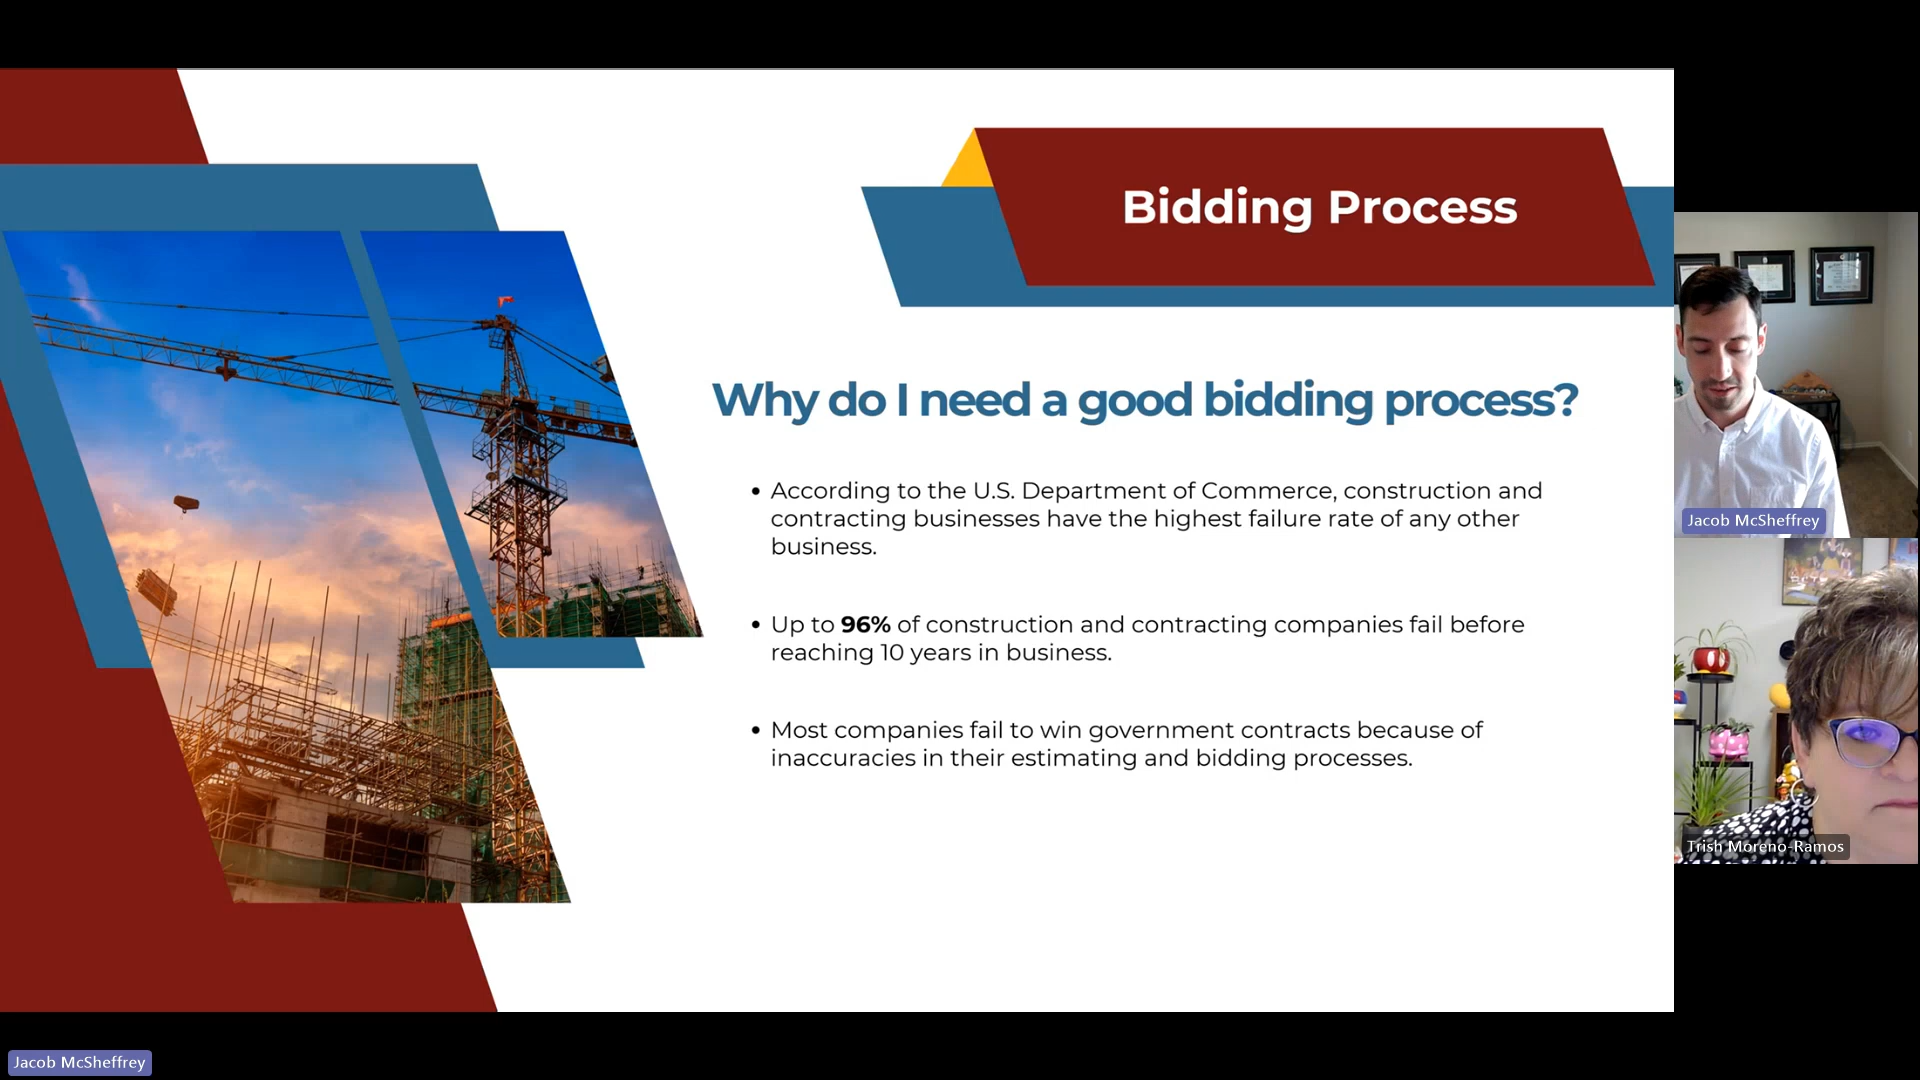 Bidding Process
Why do I need a good bidding process?
• According to the U.S. Department of Commerce, construction and
contracting businesses have the highest failure rate of any other
business.
• Up to 96% of construction and contracting companies fail before
reaching 10 years in business.
• Most companies fail to win government contracts because of
inaccuracies in their estimating and bidding processes.
Jacob McSheffrey
Trish Moreno-Ramos
Jacob McSheffrey